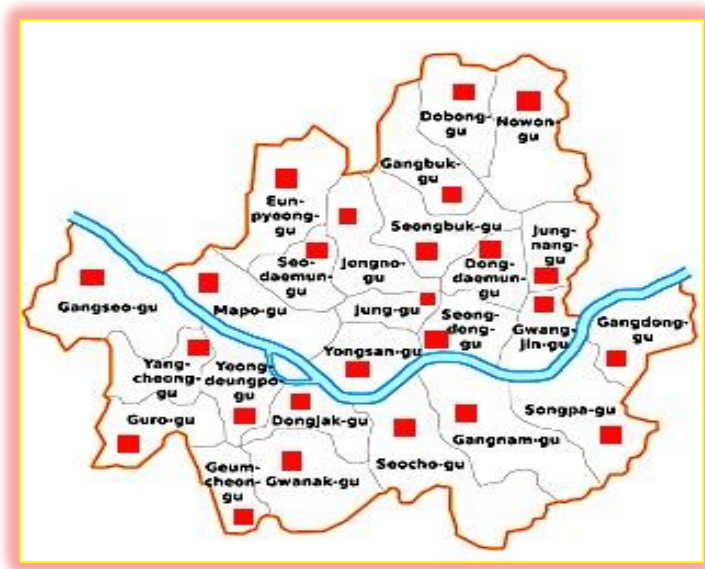 Dobong-
gu
Nowon-
gu
Gangbuk-
gu
Eun-
pyeong-
gu
Seongbuk-gu
Jung-
nang-
gu
Seo-
daemun-
gu
Jongno-
gu
Dong-
daemun-
gu
Gangseo-gu
Mapo-gu
Jung-gu
Seong-
dong-
gu
Gwang-
jin-gu
Gangdong-
gu
Yang-
cheong-
gu
Yeong-
deungpo-
gu
Yongsan-gu
Guro-gu
Dongjak-gu
Songpa-gu
Gangnam-gu
Seocho-gu
Geum-
cheon-
gu
Gwanak-gu